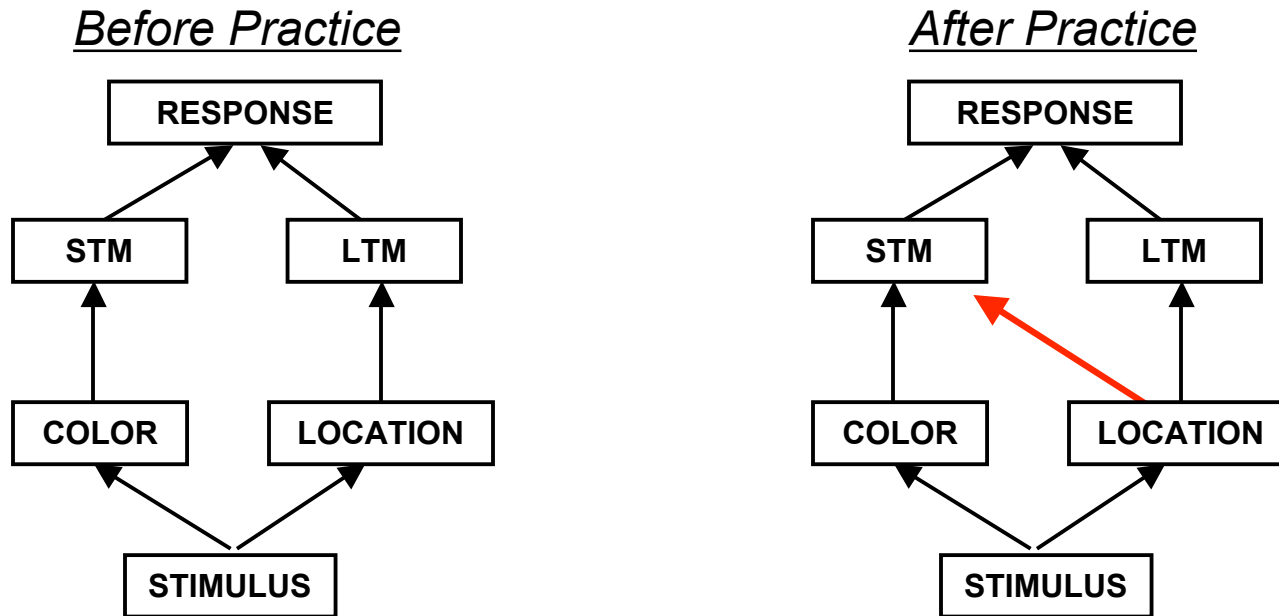 Before Practice
RESPONSE
STM LTM
COLOR LOCATION
STIMULUS
After Practice
RESPONSE
STM LTM
COLOR LOCATION
STIMULUS